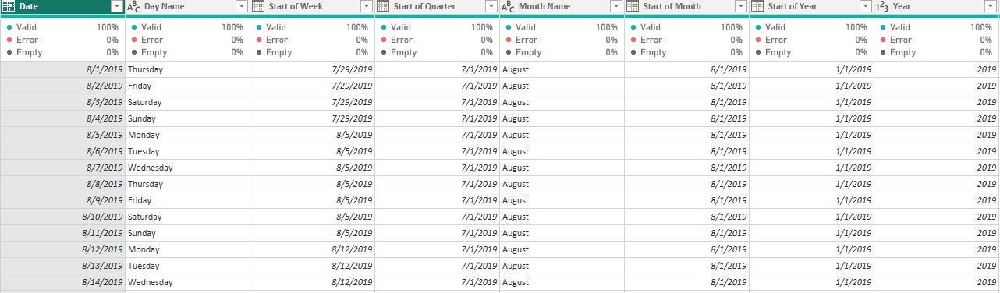 Date ABC Day Name Start of Week Start of Quarter ABC Month Name Start of Month Start of Year 123 Year
Valid 100% Valid 100% Valid 100% Valid 100% Valid 100% Valid 100% Valid 100% Valid 100%
Error 0% Error 0% Error 0% Error 0% Error 0% Error 0% Error 0% Error 0%
Empty 0% Empty 0% Empty 0% Empty 0% Empty 0% Empty 0% Empty 0% Empty 0%
8/1/2019 Thursday 7/29/2019 7/1/2019 August 8/1/2019 1/1/2019 2019
8/2/2019 Friday 7/29/2019 7/1/2019 August 8/1/2019 1/1/2019 2019
8/3/2019 Saturday 7/29/2019 7/1/2019 August 8/1/2019 1/1/2019 2019
8/4/2019 Sunday 7/29/2019 7/1/2019 August 8/1/2019 1/1/2019 2019
8/5/2019 Monday 8/5/2019 7/1/2019 August 8/1/2019 1/1/2019 2019
8/6/2019 Tuesday 8/5/2019 7/1/2019 August 8/1/2019 1/1/2019 2019
8/7/2019 Wednesday 8/5/2019 7/1/2019 August 8/1/2019 1/1/2019 2019
8/8/2019 Thursday 8/5/2019 7/1/2019 August 8/1/2019 1/1/2019 2019
8/9/2019 Friday 8/5/2019 7/1/2019 August 8/1/2019 1/1/2019 2019
8/10/2019 Saturday 8/5/2019 7/1/2019 August 8/1/2019 1/1/2019 2019
8/11/2019 Sunday 8/5/2019 7/1/2019 August 8/1/2019 1/1/2019 2019
8/12/2019 Monday 8/12/2019 7/1/2019 August 8/1/2019 1/1/2019 2019
8/13/2019 Tuesday 8/12/2019 7/1/2019 August 8/1/2019 1/1/2019 2019
8/14/2019 Wednesday 8/12/2019 7/1/2019 August 8/1/2019 1/1/2019 2019